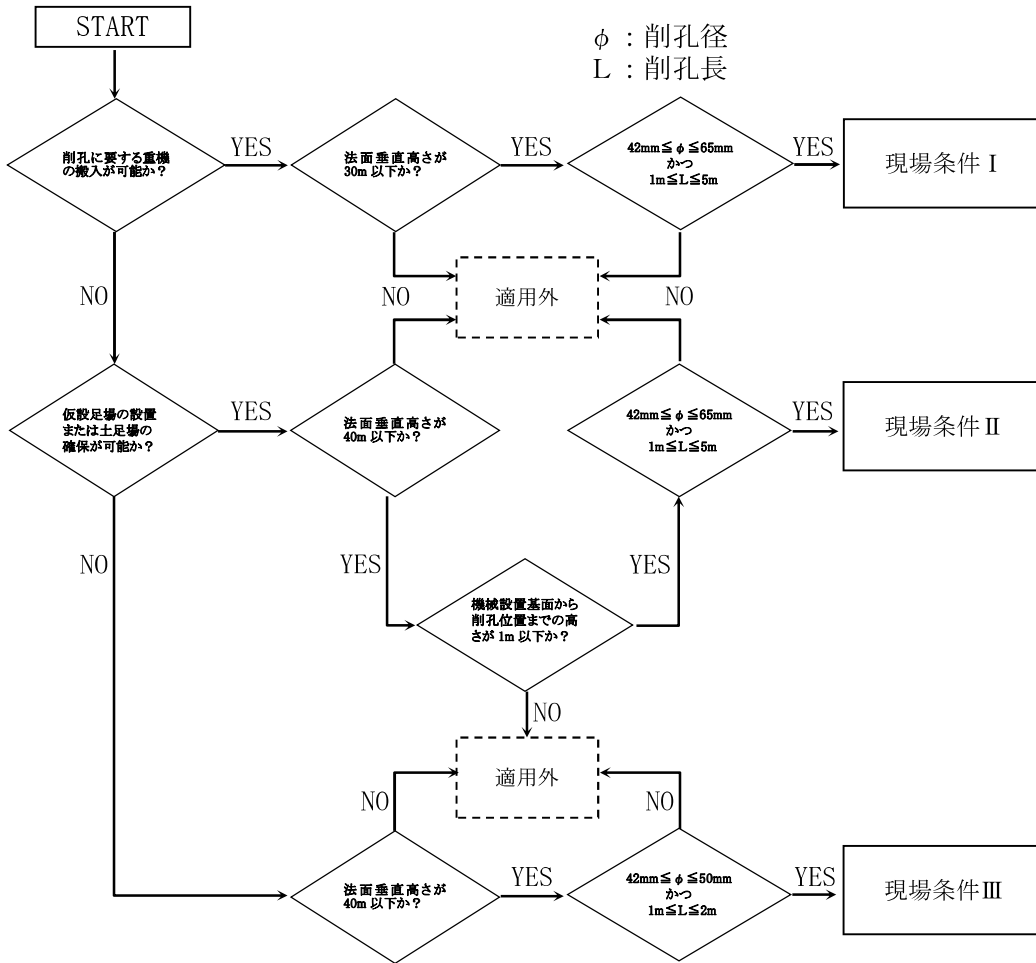 START
φ：削孔径
L：削孔長
削孔に要する重機
の搬入が可能か？
YES
法面垂直高さが
30m 以下か？
YES
42mm≦φ≦65mm
かつ
1m≦L≦5m
YES
現場条件Ⅰ
NO
NO
適用外
NO
仮設足場の設置
または土足場の
確保が可能か？
YES
法面垂直高さが
40m 以下か？
42mm≦φ≦65mm
かつ
1m≦L≦5m
YES
現場条件Ⅱ
NO
YES
YES
機械設置基面から
削孔位置までの高
さが 1m 以下か？
NO
適用外
NO
NO
法面垂直高さが
40m 以下か？
YES
42mm≦φ≦50mm
かつ
1m≦L≦2m
YES
現場条件Ⅲ